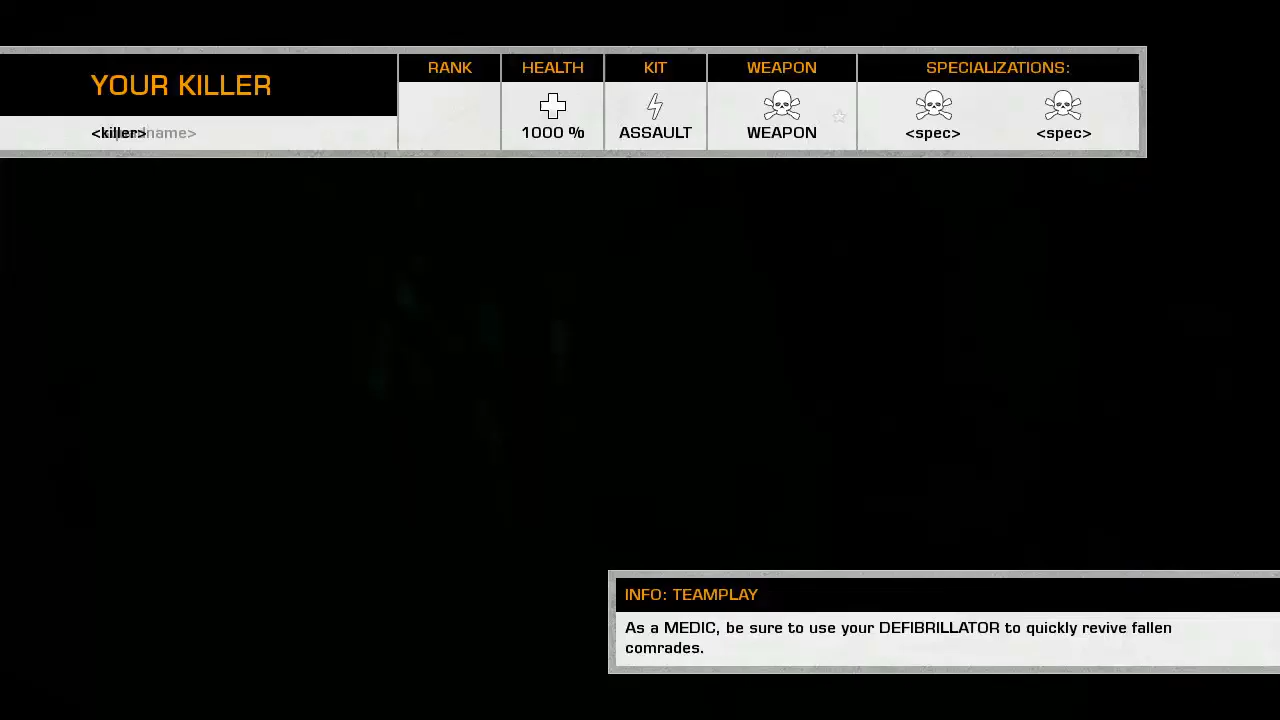 YOUR KILLER
<killer>name>
RANK
HEALTH
1000 %
KIT
ASSAULT
WEAPON
WEAPON
SPECIALIZATIONS:
<spec>
<spec>
INFO: TEAMPLAY
As a MEDIC, be sure to use your DEFIBRILLATOR to quickly revive fallen
comrades.